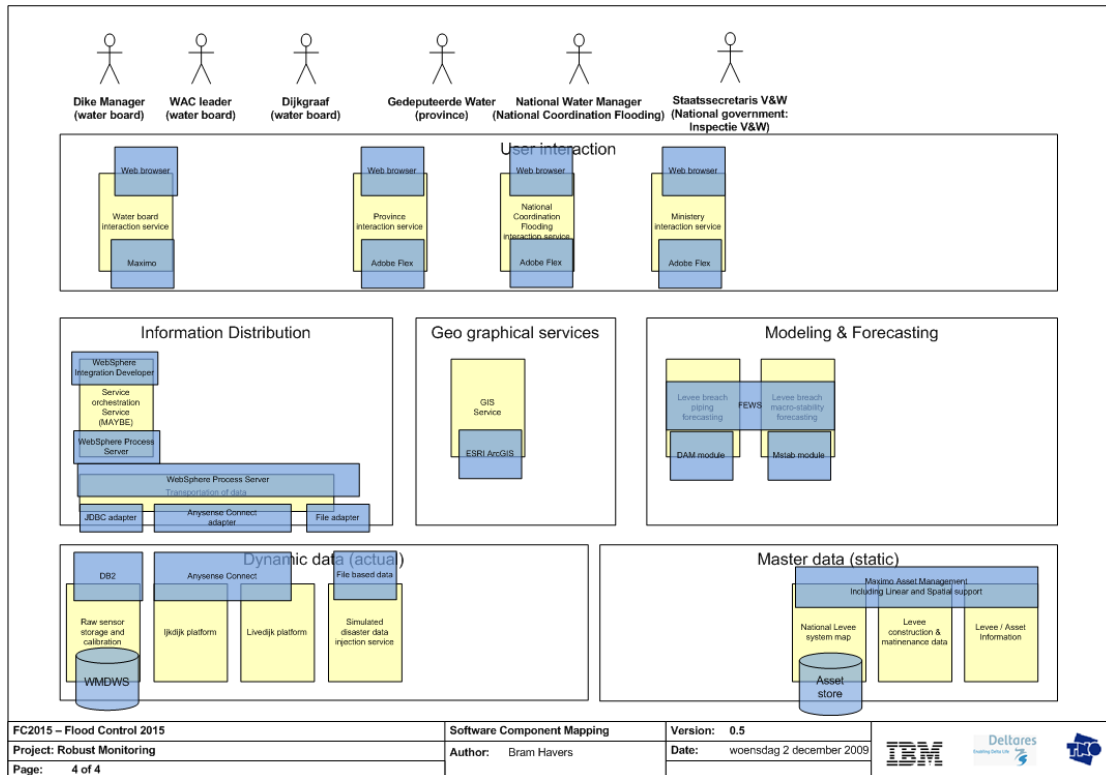 Dike Manager
(water board)
WAC leader
(water board)
Dijkgraaf
(water board)
Gedeputeerde Water
(province)
National Water Manager
(National Coordination Flooding)
Staatssecretaris V&W
(National government:
Inspectie V&W)
User interaction
Web browser
Water board
interaction service
Maximo
Web browser
Province
interaction service
Adobe Flex
Web browser
National
Coordination
Flooding
interaction service
Adobe Flex
Web browser
Ministery
interaction service
Adobe Flex
Information Distribution
WebSphere
Integration Developer
Service
orchestration
Service
(MAYBE)
WebSphere Process
Server
WebSphere Process Server
Transportation of data
JDBC adapter
Anysense Connect
adapter
File adapter
Geo graphical services
GIS
Service
ESRI ArcGIS
Modeling & Forecasting
Levee breach
piping
forecasting
FEWS
Levee breach
macro-stability
forecasting
DAM module
Mstab module
Dynamic data (actual)
DB2
Anysense Connect
File based data
Raw sensor
storage and
calibration
Ijkdijk platform
Livedijk platform
Simulated
disaster data
injection service
WMDWS
Master data (static)
Maximo Asset Management
Including Linear and Spatial support
National Levee
system map
Levee
construction &
matinenance data
Levee / Asset
Information
Asset
store
FC2015 – Flood Control 2015
Project: Robust Monitoring
Page: 4 of 4
Software Component Mapping
Author: Bram Havers
Version: 0.5
Date: woensdag 2 december 2009
IBM
Deltares
Enabling Delta Life
TNO